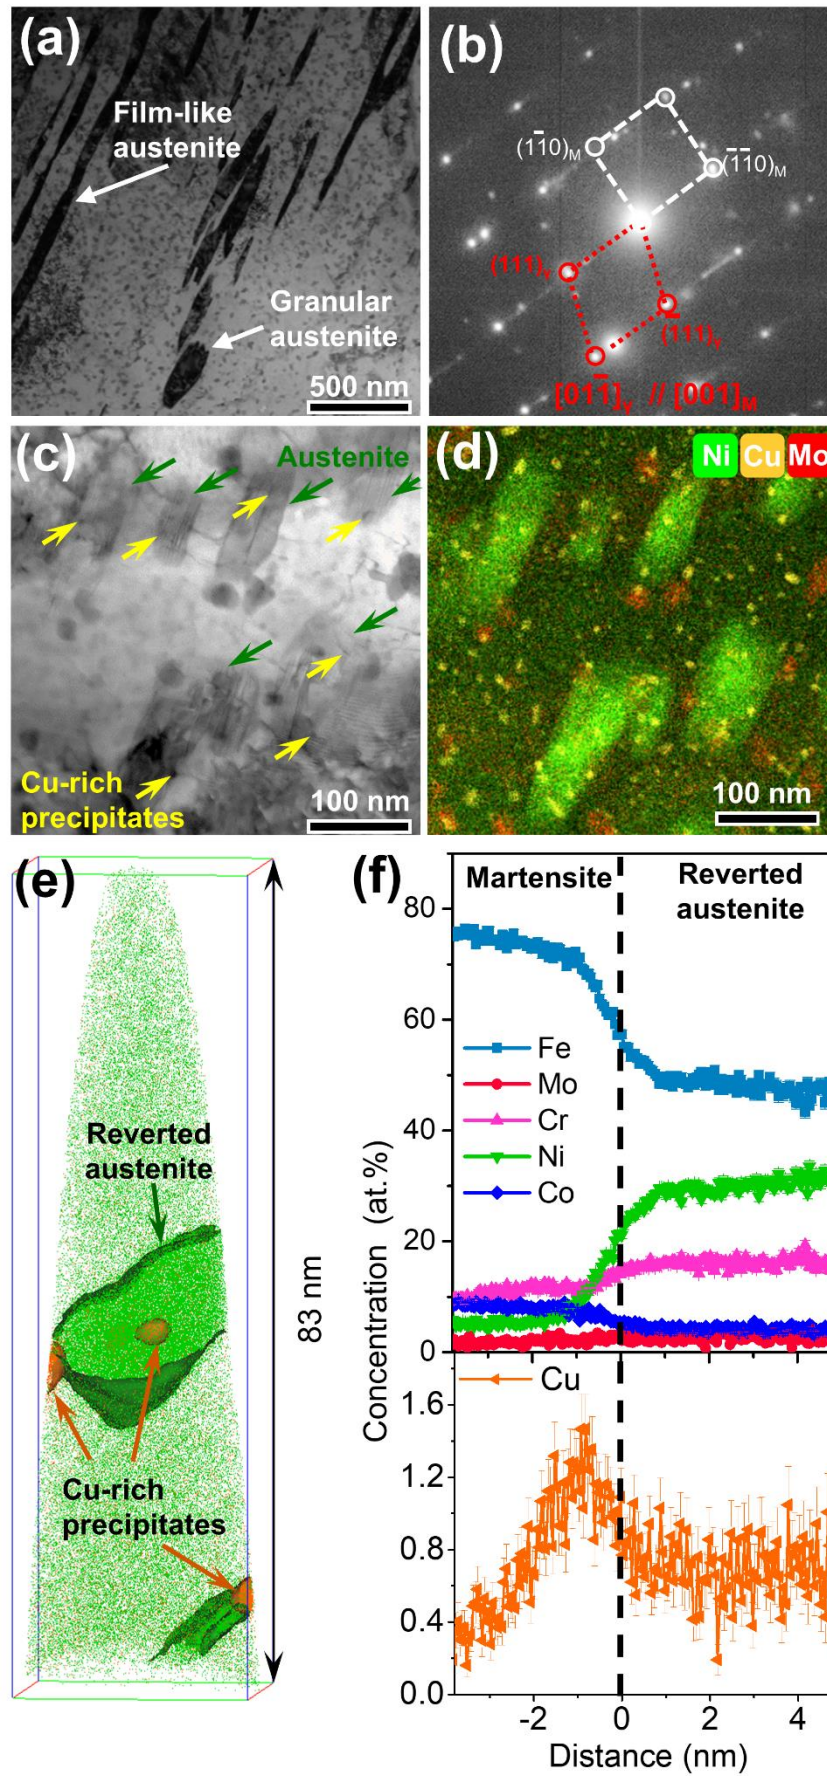 (a)
Film-like
austenite
Granular
austenite
500 nm
(b)
(1̄10)M
(1̄1̄0)M
(111)γ
(1̄11)γ
[011̄]γ // [001]M
(c)
Austenite
Cu-rich
precipitates
100 nm
(d)
Ni Cu Mo
100 nm
(e)
Reverted
austenite
Cu-rich
precipitates
83 nm
(f)
Martensite
Reverted
austenite
80
60
40
20
0
Fe
Mo
Cr
Ni
Co
Concentration (at.%)
Cu
1.6
1.2
0.8
0.4
0.0
-2 0 2 4
Distance (nm)